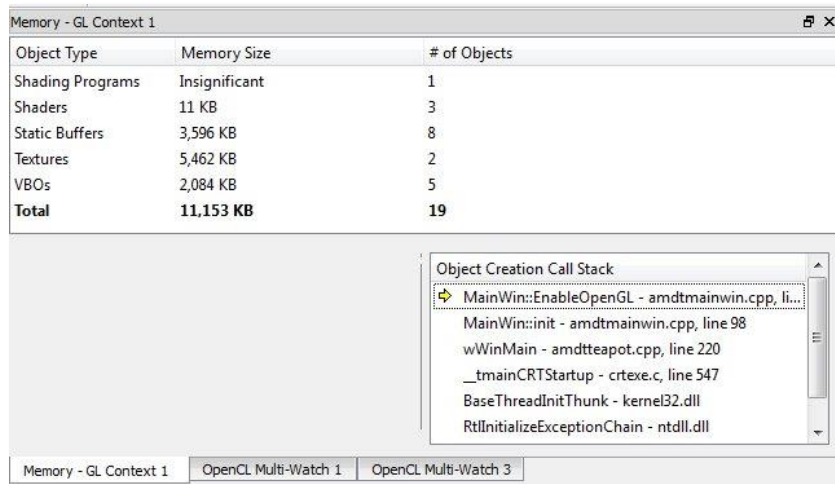 Memory - GL Context 1
Object Type Memory Size # of Objects
Shading Programs Insignificant 1
Shaders 11 KB 3
Static Buffers 3,596 KB 8
Textures 5,462 KB 2
VBOs 2,084 KB 5
Total 11,153 KB 19
Object Creation Call Stack
MainWin::EnableOpenGL - amdtmainwin.cpp, li...
MainWin::init - amdtmainwin.cpp, line 98
wWinMain - amdtteapot.cpp, line 220
__tmainCRTStartup - crtexe.c, line 547
BaseThreadInitThunk - kernel32.dll
RtlInitializeExceptionChain - ntdll.dll
Memory - GL Context 1 OpenCL Multi-Watch 1 OpenCL Multi-Watch 3